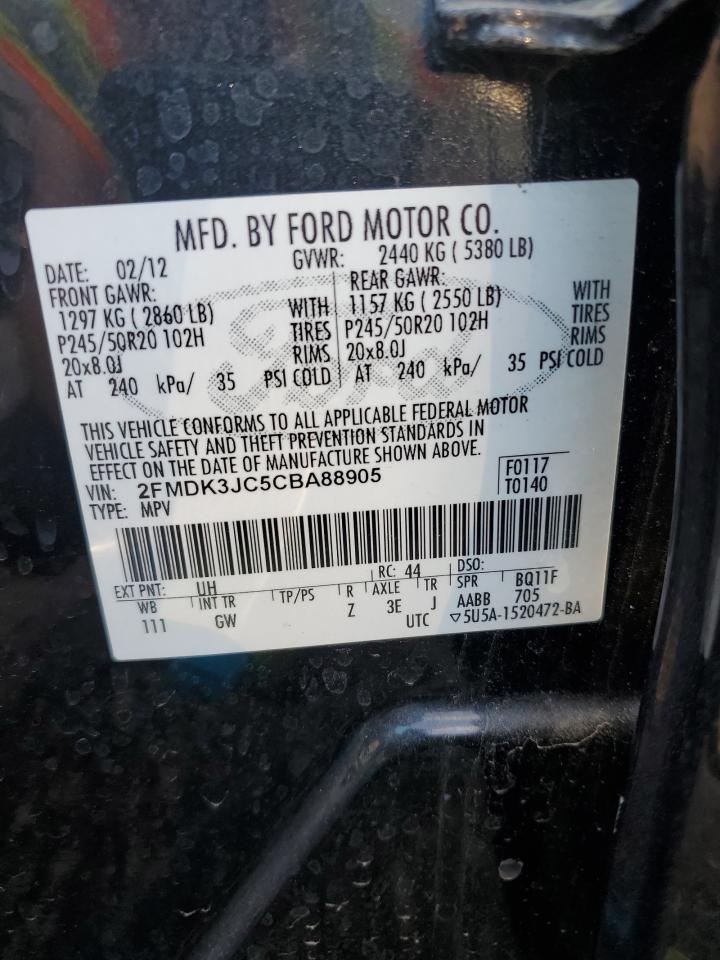 MFD. BY FORD MOTOR CO.
DATE: 02/12 GVWR: 2440 KG ( 5380 LB)
FRONT GAWR: REAR GAWR:
1297 KG ( 2860 LB) WITH 1157 KG ( 2550 LB) WITH
P245/50R20 102H TIRES P245/50R20 102H TIRES
20x8.0J RIMS 20x8.0J RIMS
AT 240 kPa/ 35 PSI COLD AT 240 kPa/ 35 PSI COLD
Ford
THIS VEHICLE CONFORMS TO ALL APPLICABLE FEDERAL MOTOR
VEHICLE SAFETY AND THEFT PREVENTION STANDARDS IN
EFFECT ON THE DATE OF MANUFACTURE SHOWN ABOVE.
VIN: 2FMDK3JC5CBA88905 F0117
TYPE: MPV T0140
EXT PNT: UH RC: 44 DSO:
WB INT TR TP/PS R AXLE TR SPR BQ11F
111 GW Z 3E J AABB 705
UTC ▽5U5A-1520472-BA